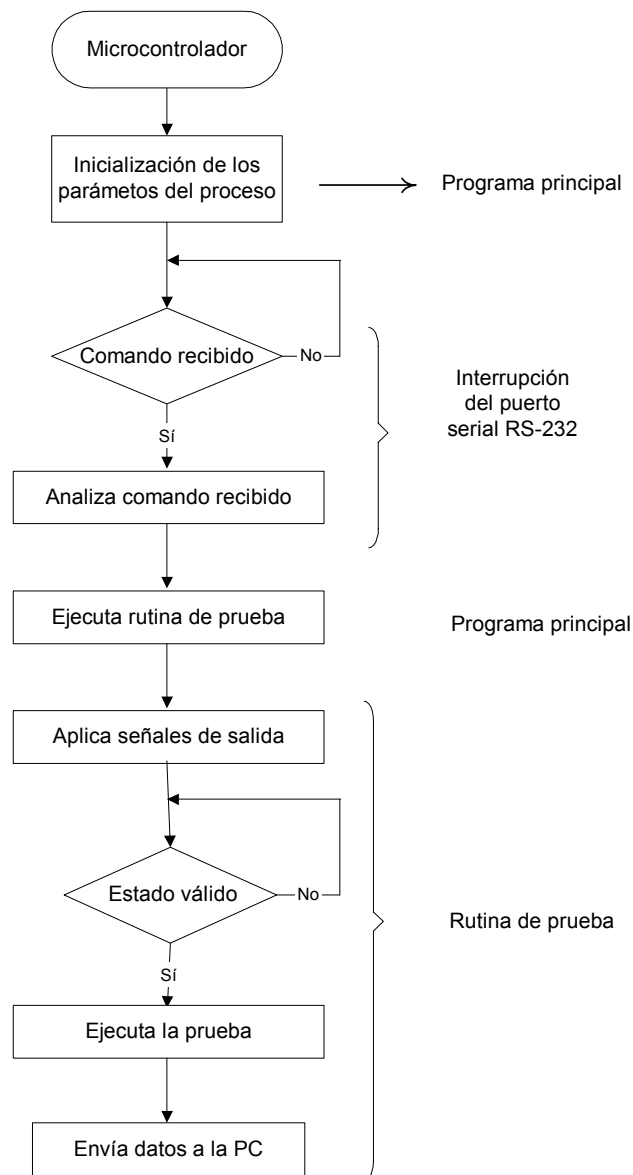 Microcontrolador
Inicialización de los
parámetos del proceso
Programa principal
Comando recibido
No
Interrupción
del puerto
serial RS-232
Sí
Analiza comando recibido
Ejecuta rutina de prueba
Programa principal
Aplica señales de salida
Estado válido
No
Rutina de prueba
Sí
Ejecuta la prueba
Envía datos a la PC